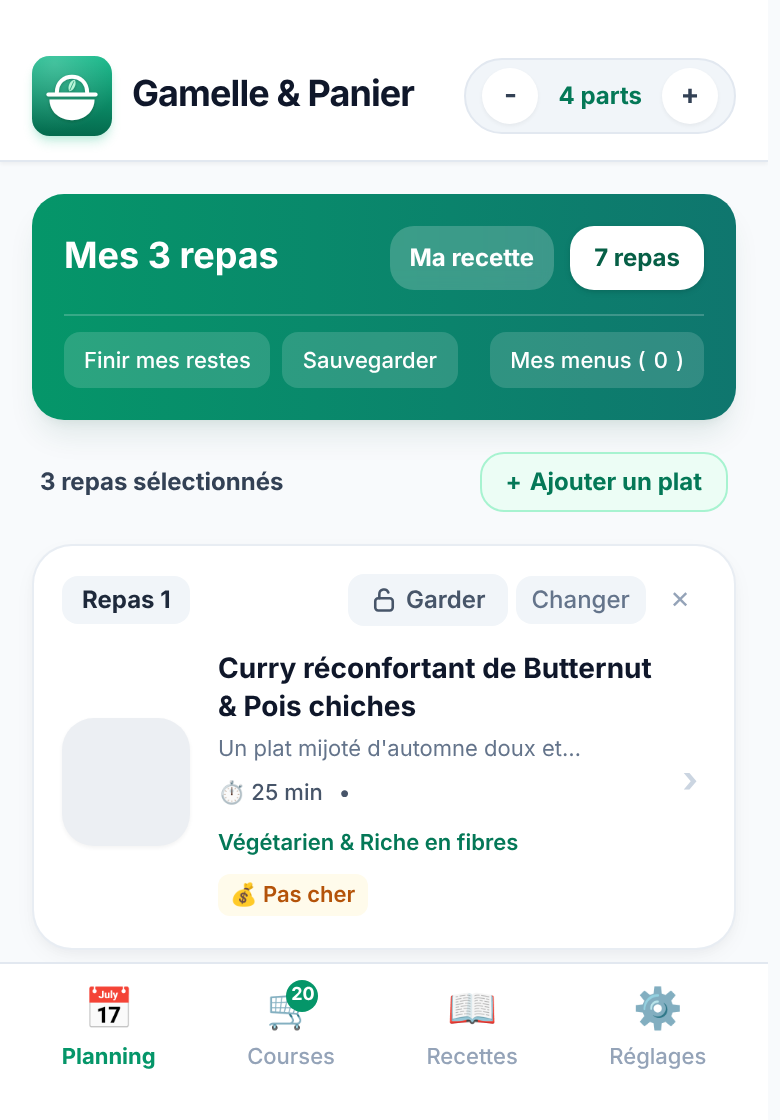 Gamelle & Panier
- 4 parts +
Mes 3 repas
Ma recette
7 repas
Finir mes restes
Sauvegarder
Mes menus ( 0 )
3 repas sélectionnés
+ Ajouter un plat
Repas 1
Garder
Changer
×
Curry réconfortant de Butternut
& Pois chiches
Un plat mijoté d'automne doux et...
⏱️ 25 min •
Végétarien & Riche en fibres
💰 Pas cher
›
July
17
20
Planning
Courses
Recettes
Réglages